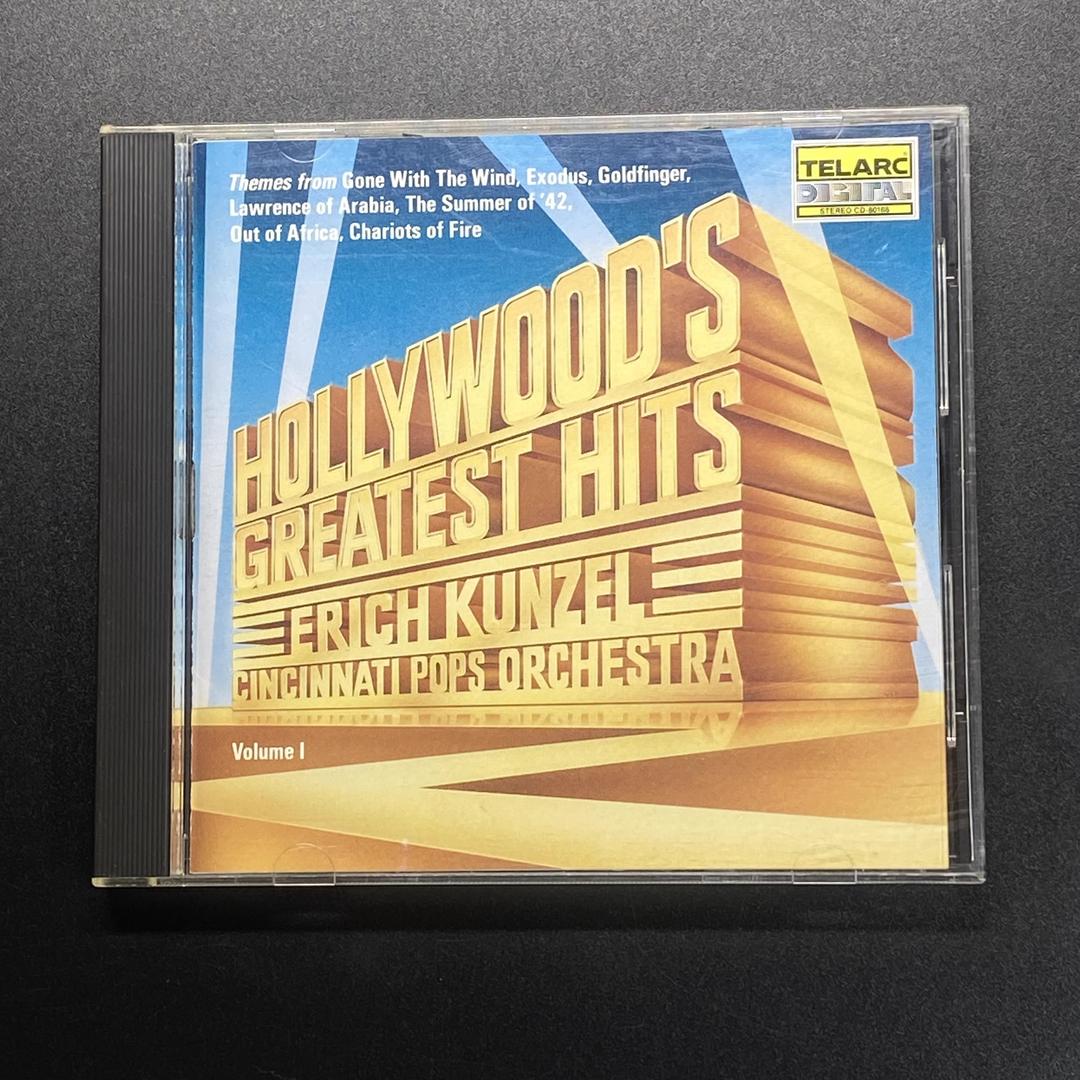 Themes from Gone With The Wind, Exodus, Goldfinger,
Lawrence of Arabia, The Summer of '42,
Out of Africa, Chariots of Fire
TELARC
DIGITAL
STEREO CD-80168
HOLLYWOOD'S
GREATEST HITS
ERICH KUNZEL
CINCINNATI POPS ORCHESTRA
Volume I